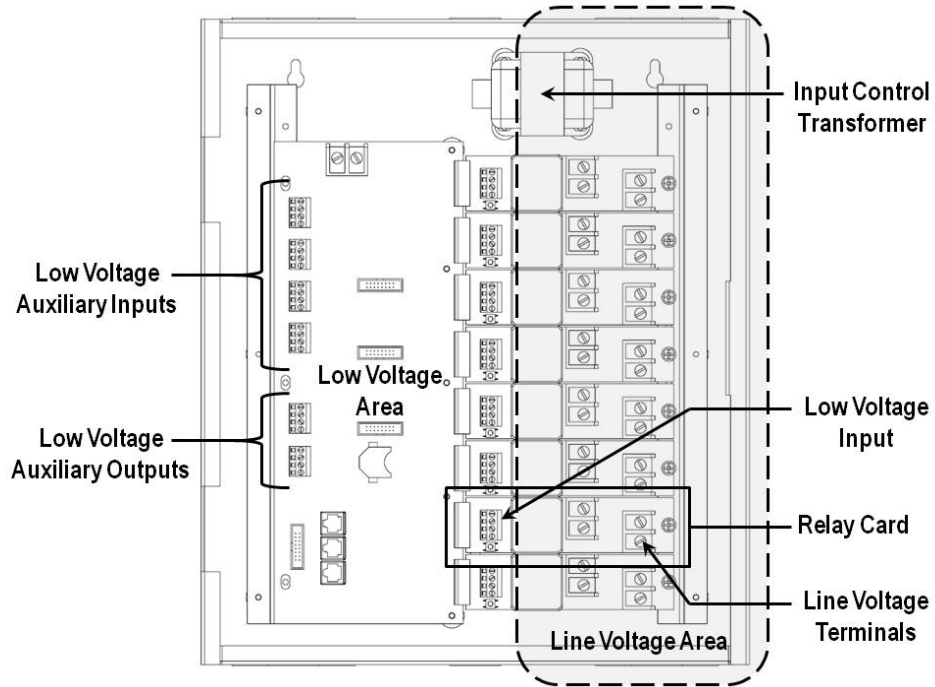 Input Control
Transformer
Low Voltage
Auxiliary Inputs
Low Voltage
Area
Low Voltage
Input
Low Voltage
Auxiliary Outputs
Relay Card
Line Voltage
Terminals
Line Voltage Area